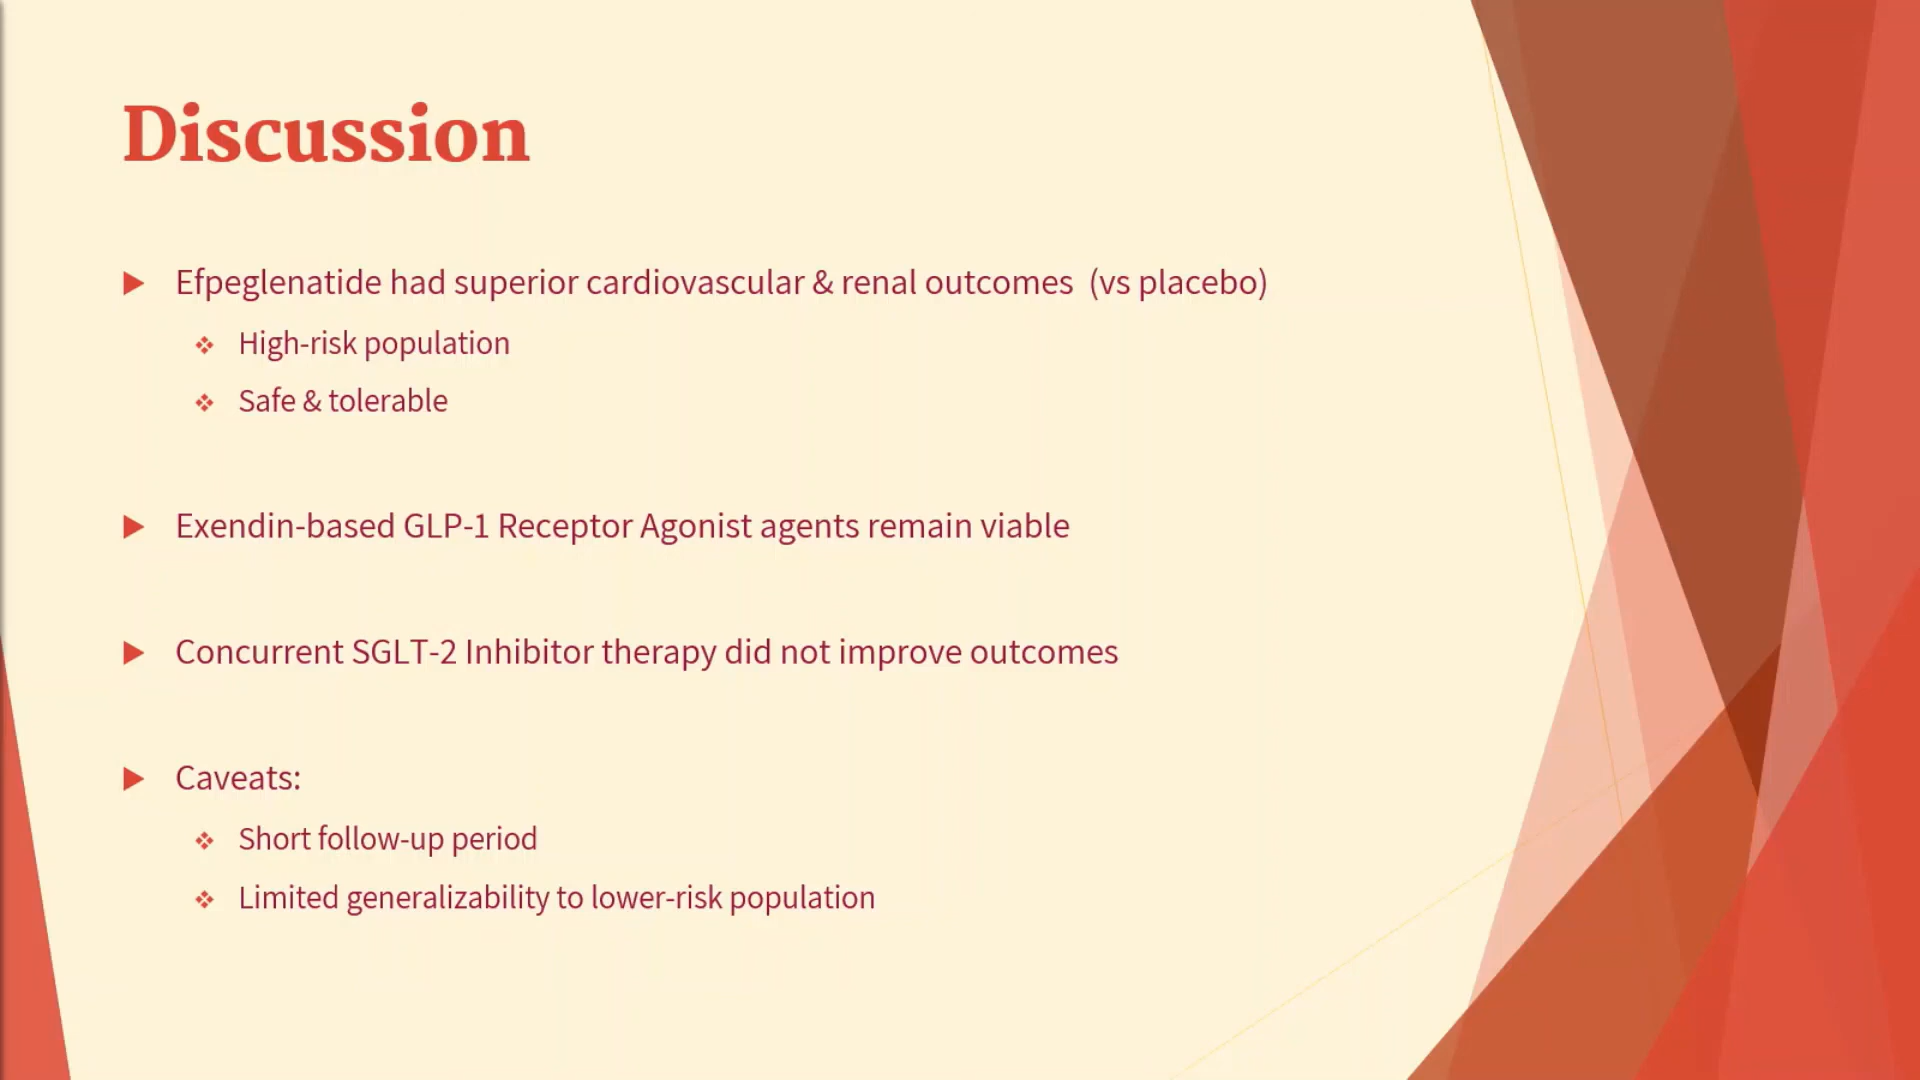 Discussion
Efpeglenatide had superior cardiovascular & renal outcomes (vs placebo)
High-risk population
Safe & tolerable
Exendin-based GLP-1 Receptor Agonist agents remain viable
Concurrent SGLT-2 Inhibitor therapy did not improve outcomes
Caveats:
Short follow-up period
Limited generalizability to lower-risk population